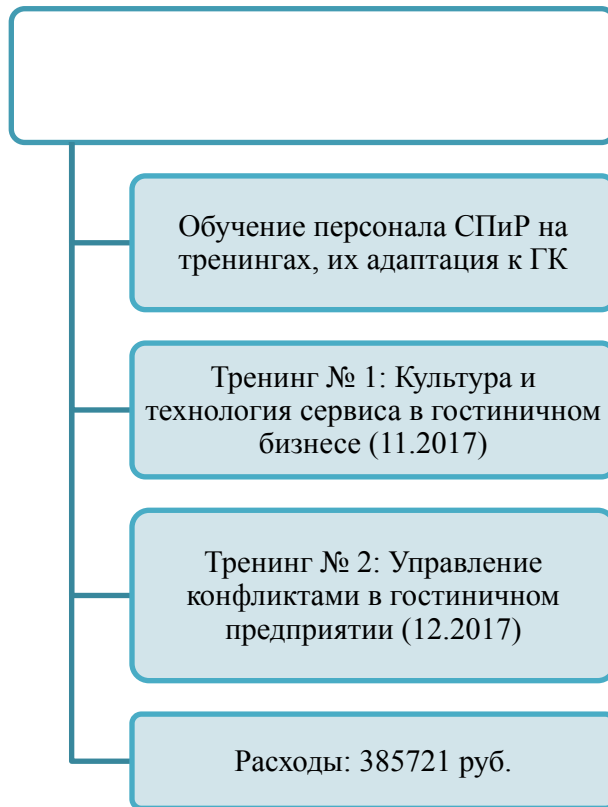 Обучение персонала СПиР на
тренингах, их адаптация к ГК
Тренинг № 1: Культура и
технология сервиса в гостиничном
бизнесе (11.2017)
Тренинг № 2: Управление
конфликтами в гостиничном
предприятии (12.2017)
Расходы: 385721 руб.